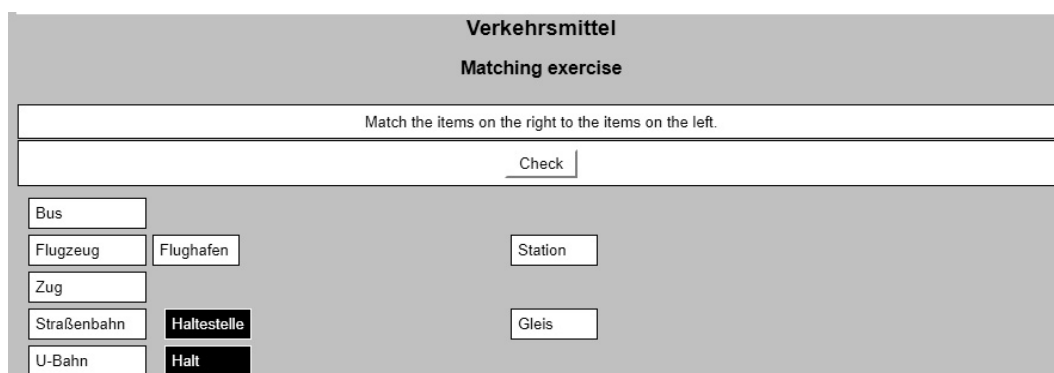 Verkehrsmittel
Matching exercise
Match the items on the right to the items on the left.
Check
Bus
Flugzeug Flughafen Station
Zug
Straßenbahn Haltestelle Gleis
U-Bahn Halt